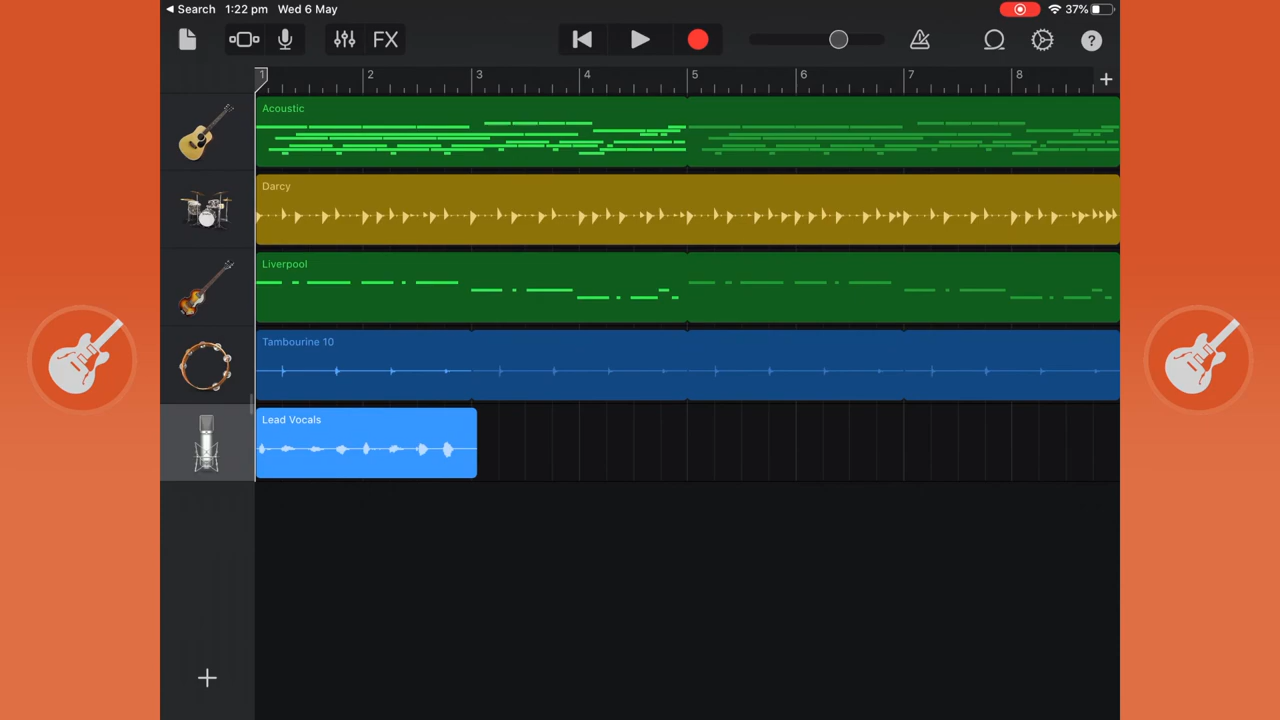 Search 1:22 pm Wed 6 May 37%
FX ?
1 2 3 4 5 6 7 8 +
Acoustic
Darcy
Liverpool
Tambourine 10
Lead Vocals
+